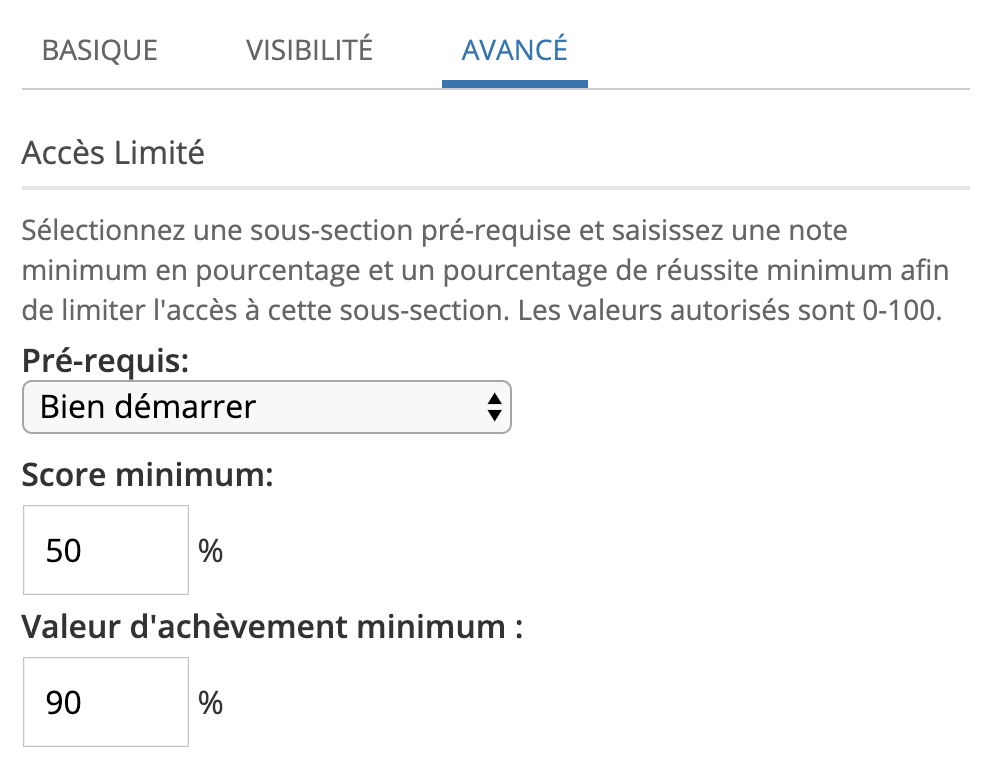 BASIQUE VISIBILITÉ AVANCÉ
Accès Limité
Sélectionnez une sous-section pré-requise et saisissez une note
minimum en pourcentage et un pourcentage de réussite minimum afin
de limiter l'accès à cette sous-section. Les valeurs autorisés sont 0-100.
Pré-requis:
Bien démarrer
Score minimum:
50 %
Valeur d'achèvement minimum :
90 %